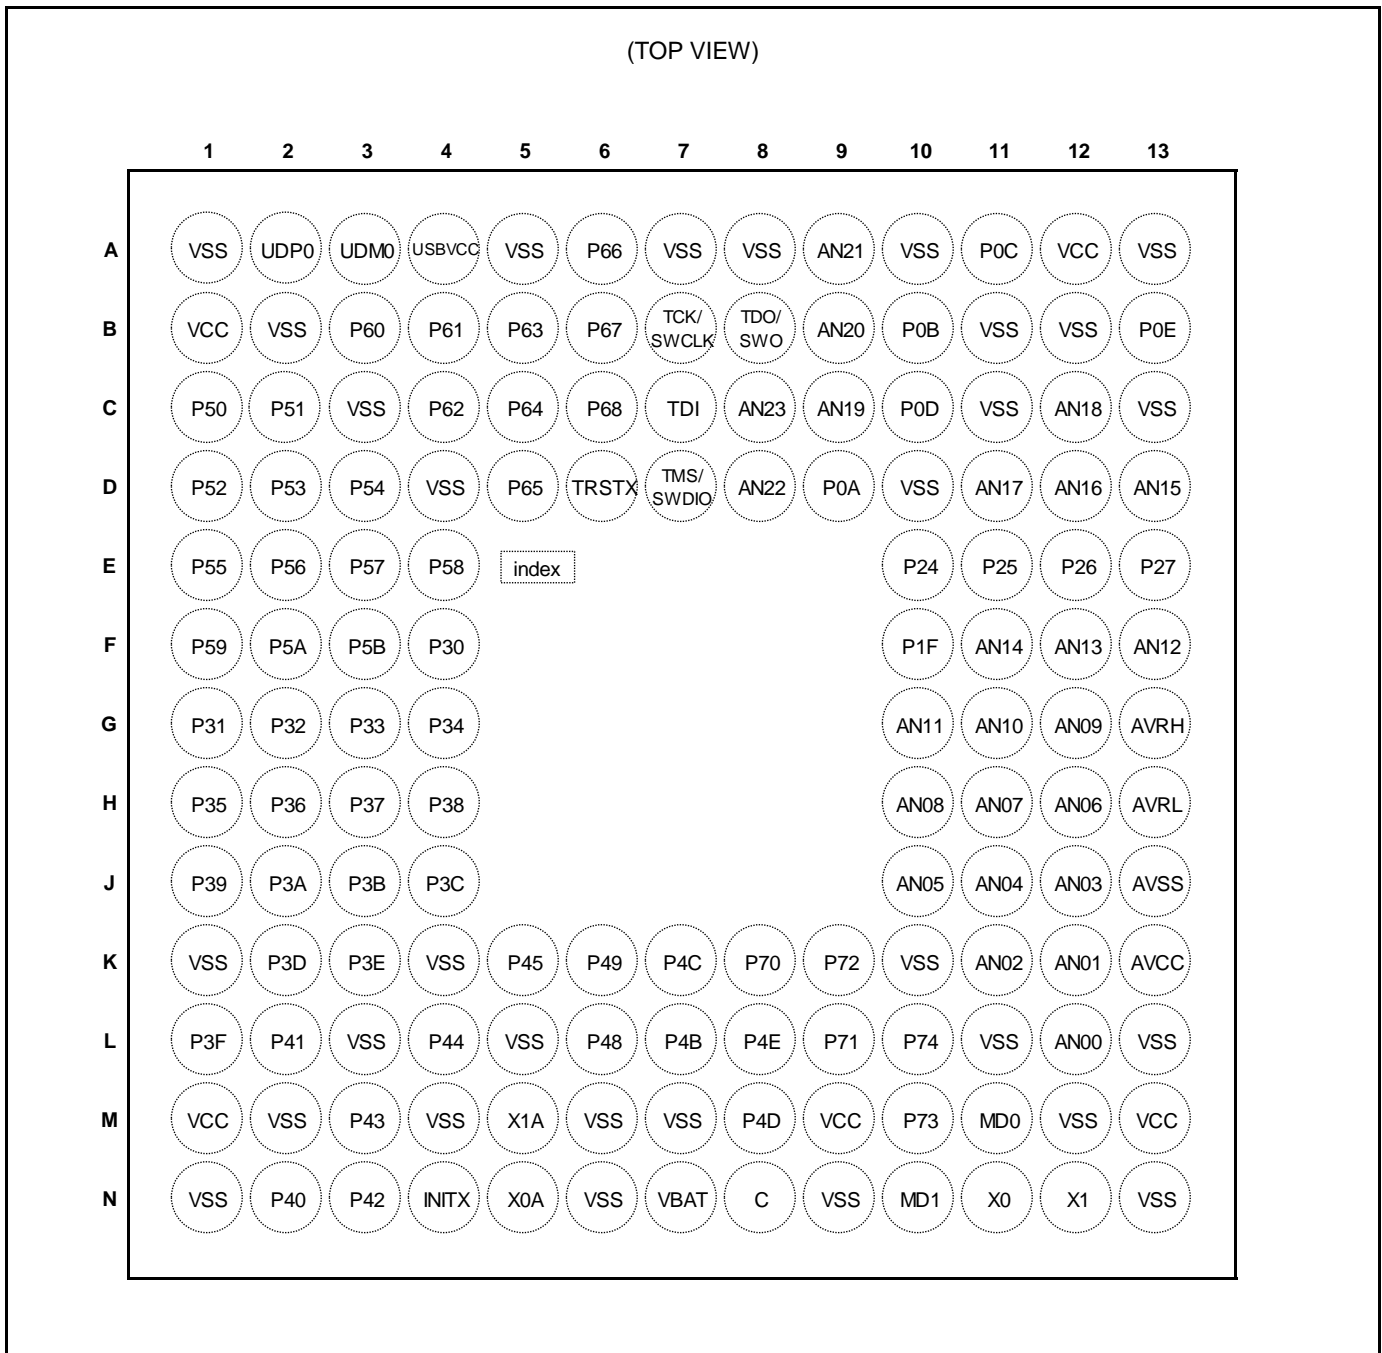 (TOP VIEW)
1 2 3 4 5 6 7 8 9 10 11 12 13
A VSS UDP0 UDM0 USBVCC VSS P66 VSS VSS AN21 VSS P0C VCC VSS
B VCC VSS P60 P61 P63 P67 TCK/SWCLK TDO/SWO AN20 P0B VSS VSS P0E
C P50 P51 VSS P62 P64 P68 TDI AN23 AN19 P0D VSS AN18 VSS
D P52 P53 P54 VSS P65 TRSTX TMS/SWDIO AN22 P0A VSS AN17 AN16 AN15
E P55 P56 P57 P58 index P24 P25 P26 P27
F P59 P5A P5B P30 P1F AN14 AN13 AN12
G P31 P32 P33 P34 AN11 AN10 AN09 AVRH
H P35 P36 P37 P38 AN08 AN07 AN06 AVRL
J P39 P3A P3B P3C AN05 AN04 AN03 AVSS
K VSS P3D P3E VSS P45 P49 P4C P70 P72 VSS AN02 AN01 AVCC
L P3F P41 VSS P44 VSS P48 P4B P4E P71 P74 VSS AN00 VSS
M VCC VSS P43 VSS X1A VSS VSS P4D VCC P73 MD0 VSS VCC
N VSS P40 P42 INITX X0A VSS VBAT C VSS MD1 X0 X1 VSS